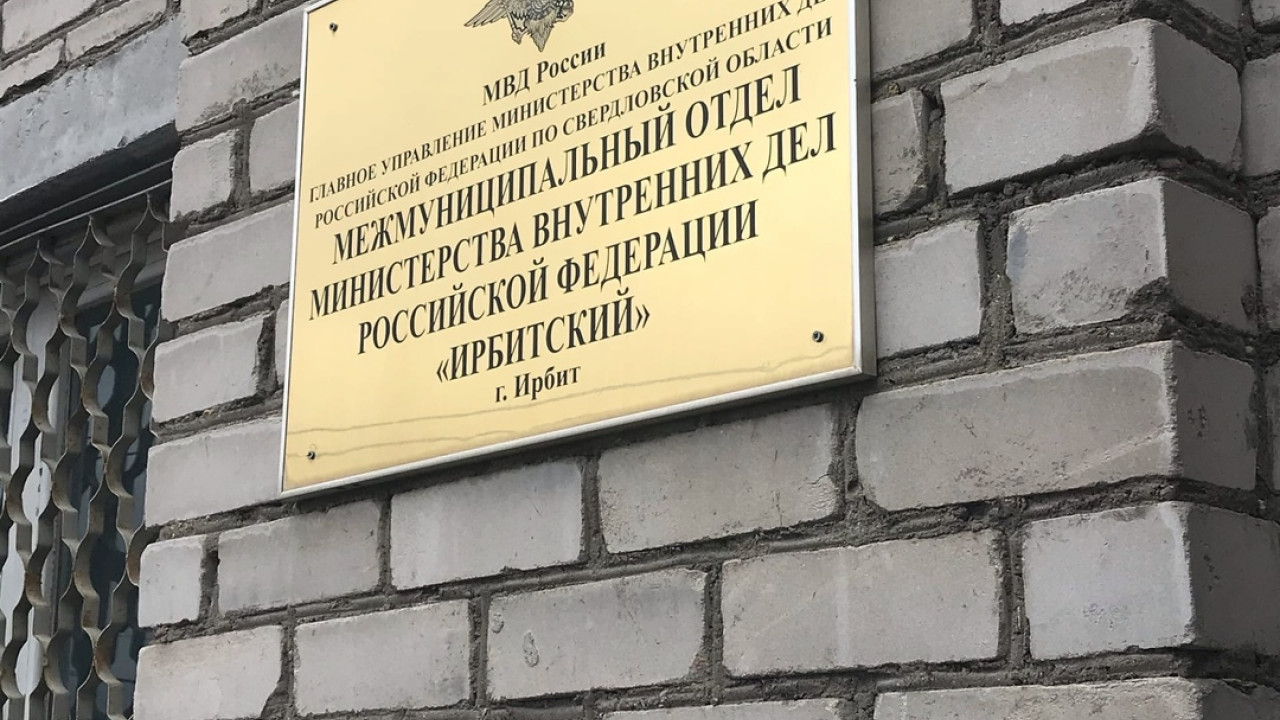 МВД России
ГЛАВНОЕ УПРАВЛЕНИЕ МИНИСТЕРСТВА ВНУТРЕННИХ
РОССИЙСКОЙ ФЕДЕРАЦИИ ПО СВЕРДЛОВСКОЙ ОБЛАСТИ
МЕЖМУНИЦИПАЛЬНЫЙ ОТДЕЛ
МИНИСТЕРСТВА ВНУТРЕННИХ ДЕЛ
РОССИЙСКОЙ ФЕДЕРАЦИИ
«ИРБИТСКИЙ»
г. Ирбит